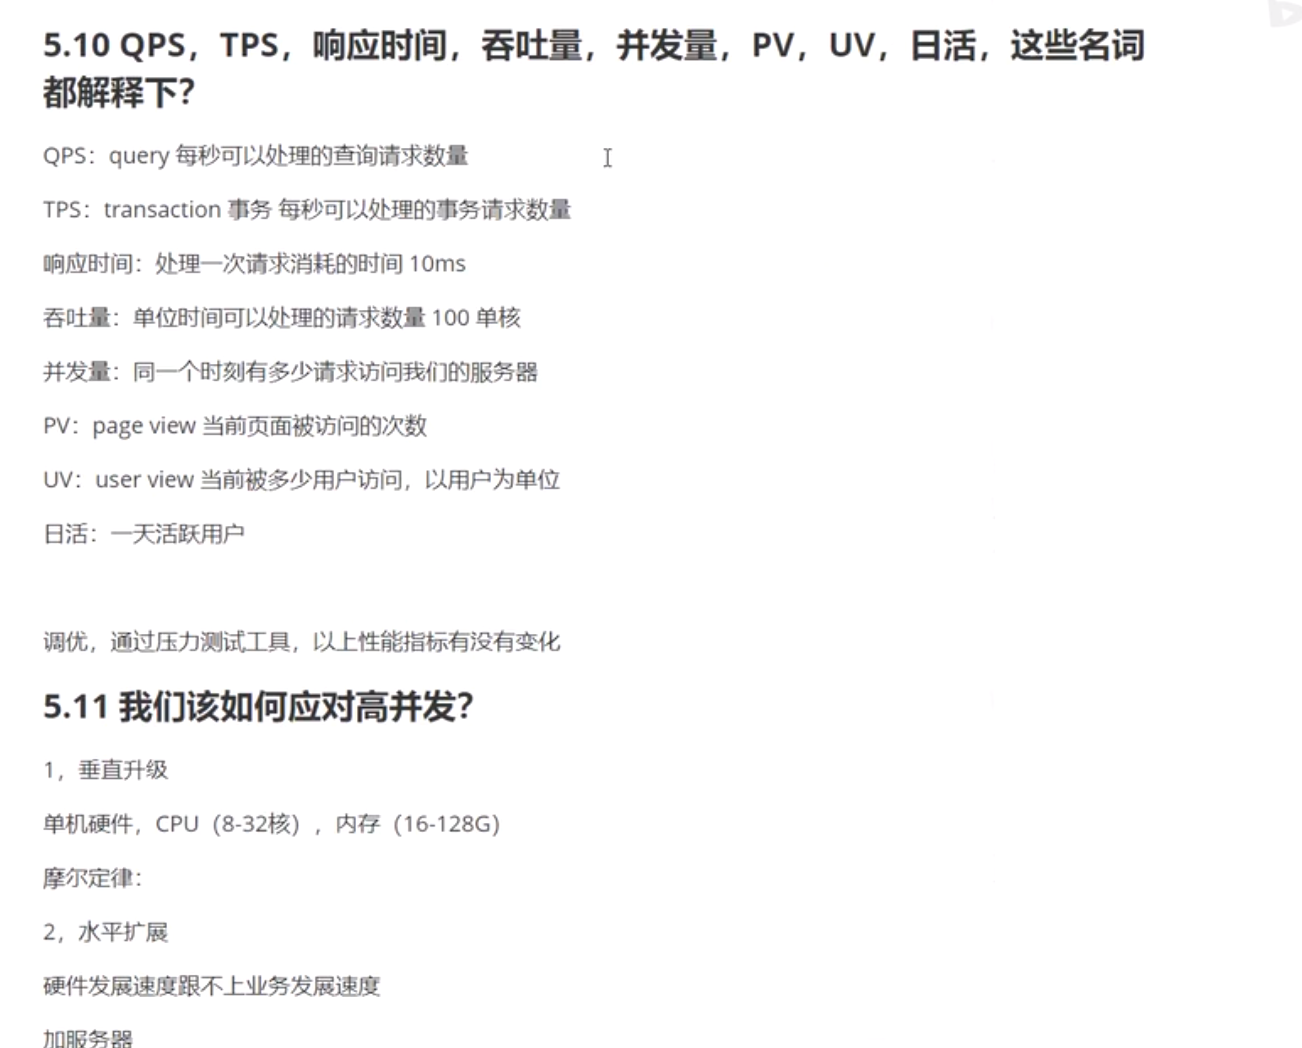 5.10 QPS，TPS，响应时间，吞吐量，并发量，PV，UV，日活，这些名词
都解释下？
QPS：query 每秒可以处理的查询请求数量
TPS：transaction 事务 每秒可以处理的事务请求数量
响应时间：处理一次请求消耗的时间 10ms
吞吐量：单位时间可以处理的请求数量 100 单核
并发量：同一个时刻有多少请求访问我们的服务器
PV：page view 当前页面被访问的次数
UV：user view 当前被多少用户访问，以用户为单位
日活：一天活跃用户
调优，通过压力测试工具，以上性能指标有没有变化
5.11 我们该如何应对高并发？
1，垂直升级
单机硬件，CPU（8-32核），内存（16-128G）
摩尔定律：
2，水平扩展
硬件发展速度跟不上业务发展速度
加服务器